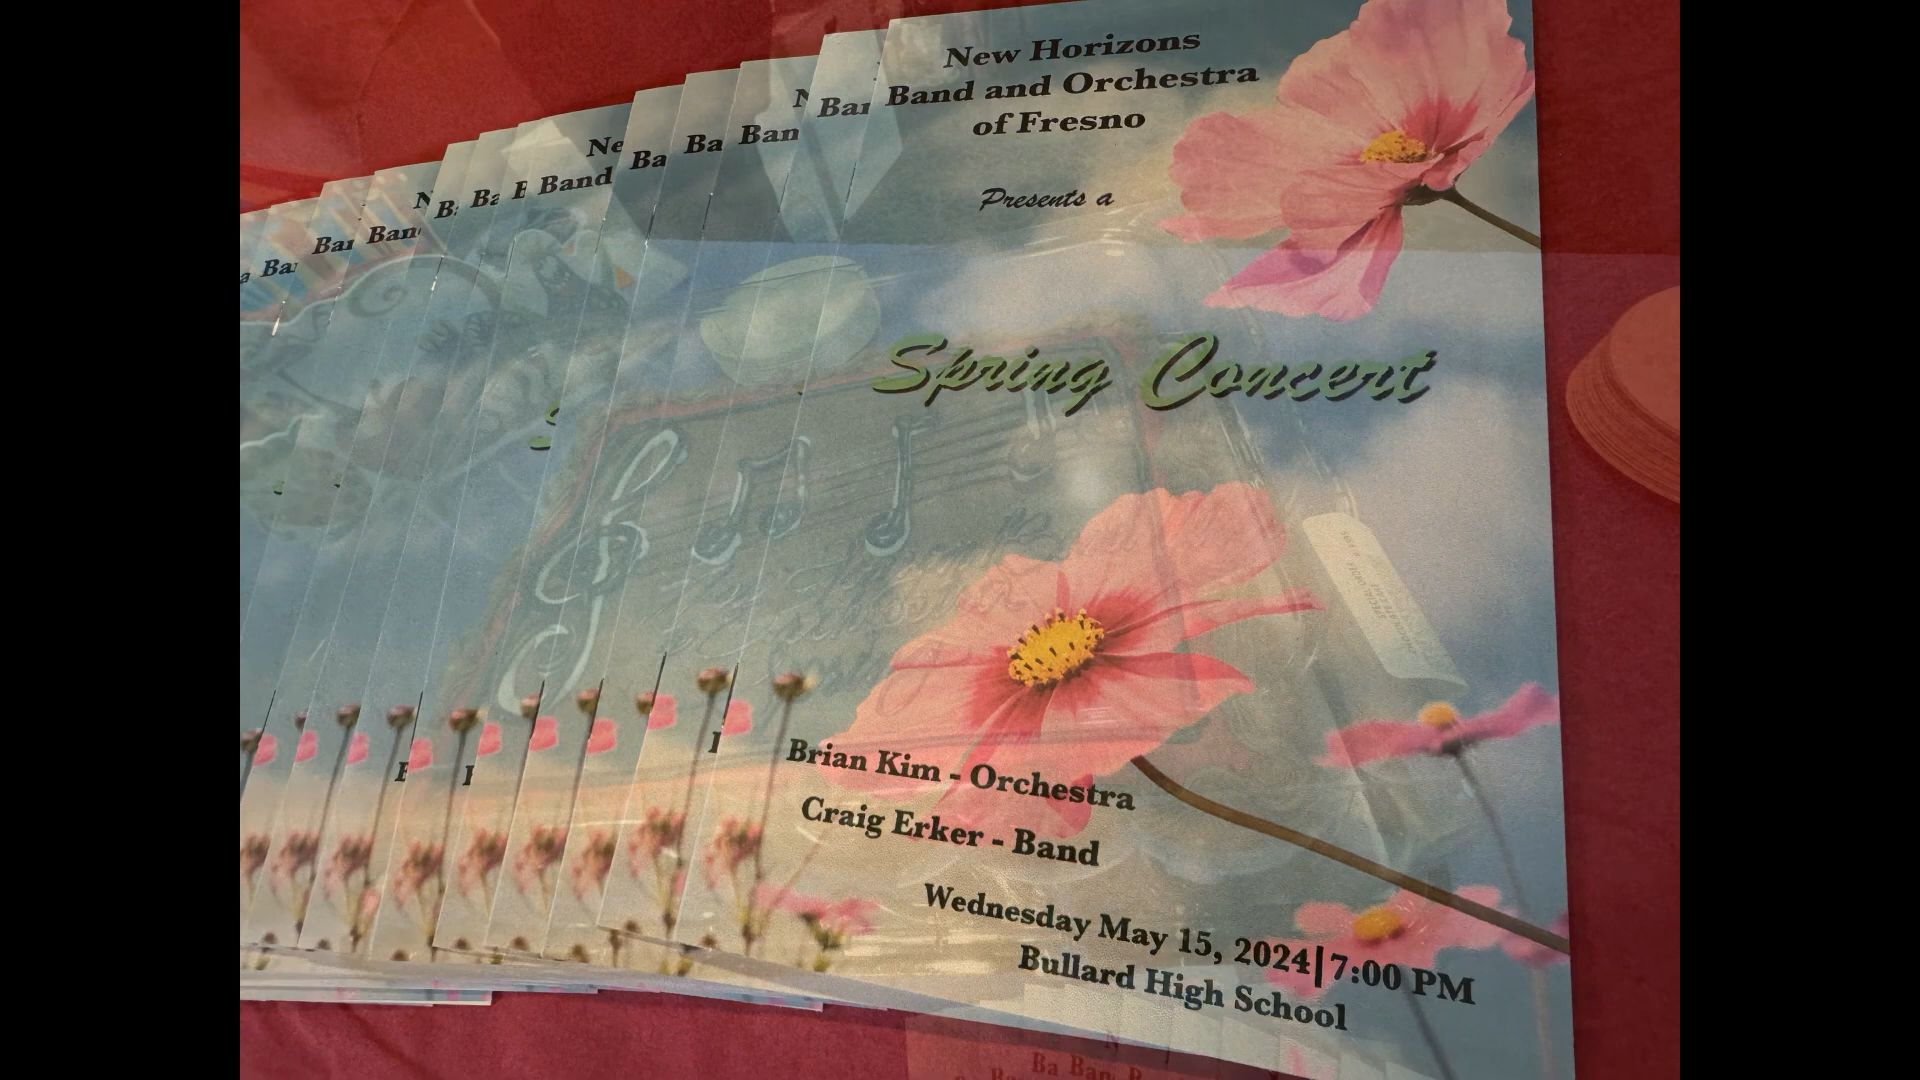 New Horizons
Band and Orchestra
of Fresno
Presents a
Spring Concert
Brian Kim - Orchestra
Craig Erker - Band
Wednesday May 15, 2024|7:00 PM
Bullard High School